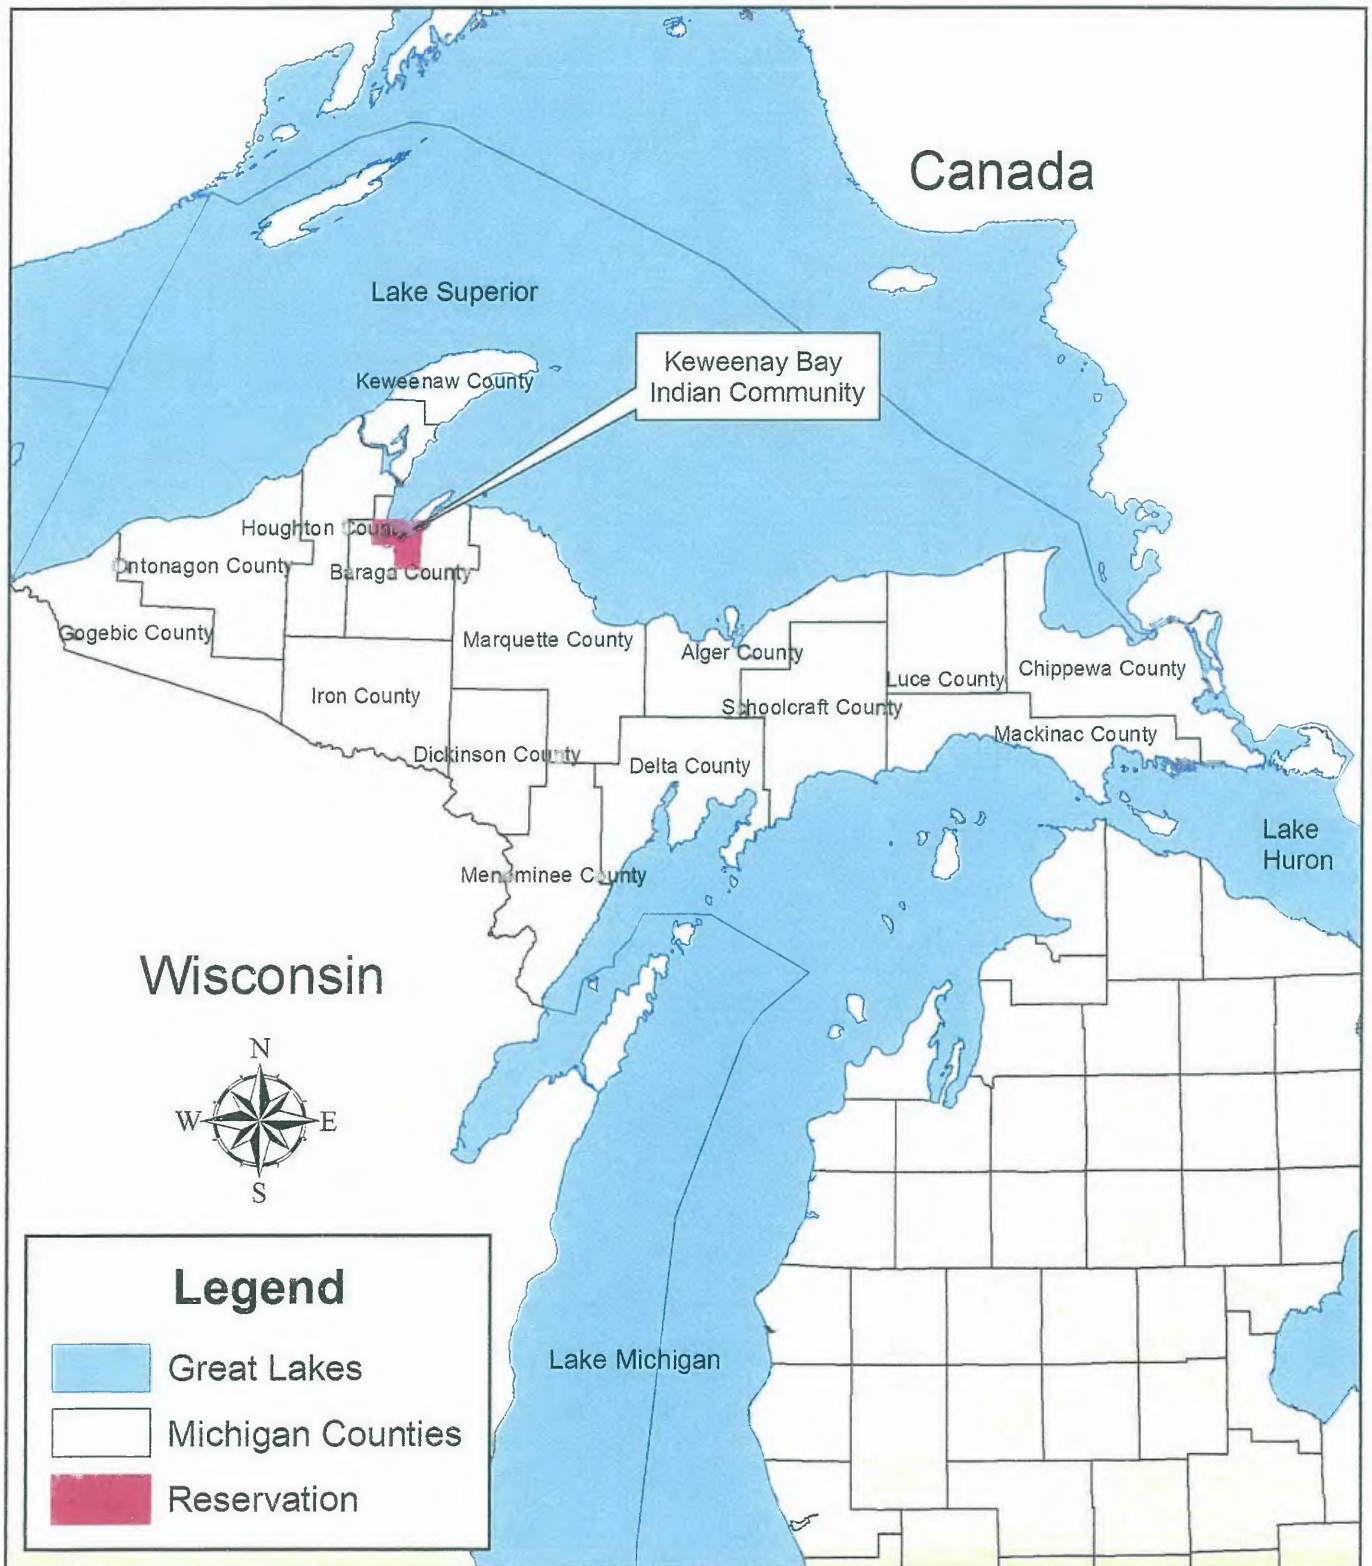 Canada
Lake Superior
Keweenay Bay
Indian Community
Keweenaw County
Houghton County
Ontonagon County
Baraga County
Gogebic County
Marquette County
Alger County
Chippewa County
Luce County
Iron County
Schoolcraft County
Mackinac County
Dickinson County
Delta County
Lake
Huron
Menominee County
Wisconsin
N
W E
S
Legend
Great Lakes
Lake Michigan
Michigan Counties
Reservation